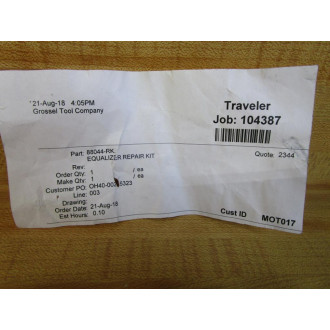 21-Aug-18 4:05PM
Grossel Tool Company
Traveler
Job: 104387
Part: 88044-RK
EQUALIZER REPAIR KIT
Quote: 2344
Rev:
Order Qty: 1 / ea
Make Qty: 1 / ea
Customer PO:
Line: 003
Drawing:
Order Date: 21-Aug-18
Est Hours: 0.10
Cust ID MOT017